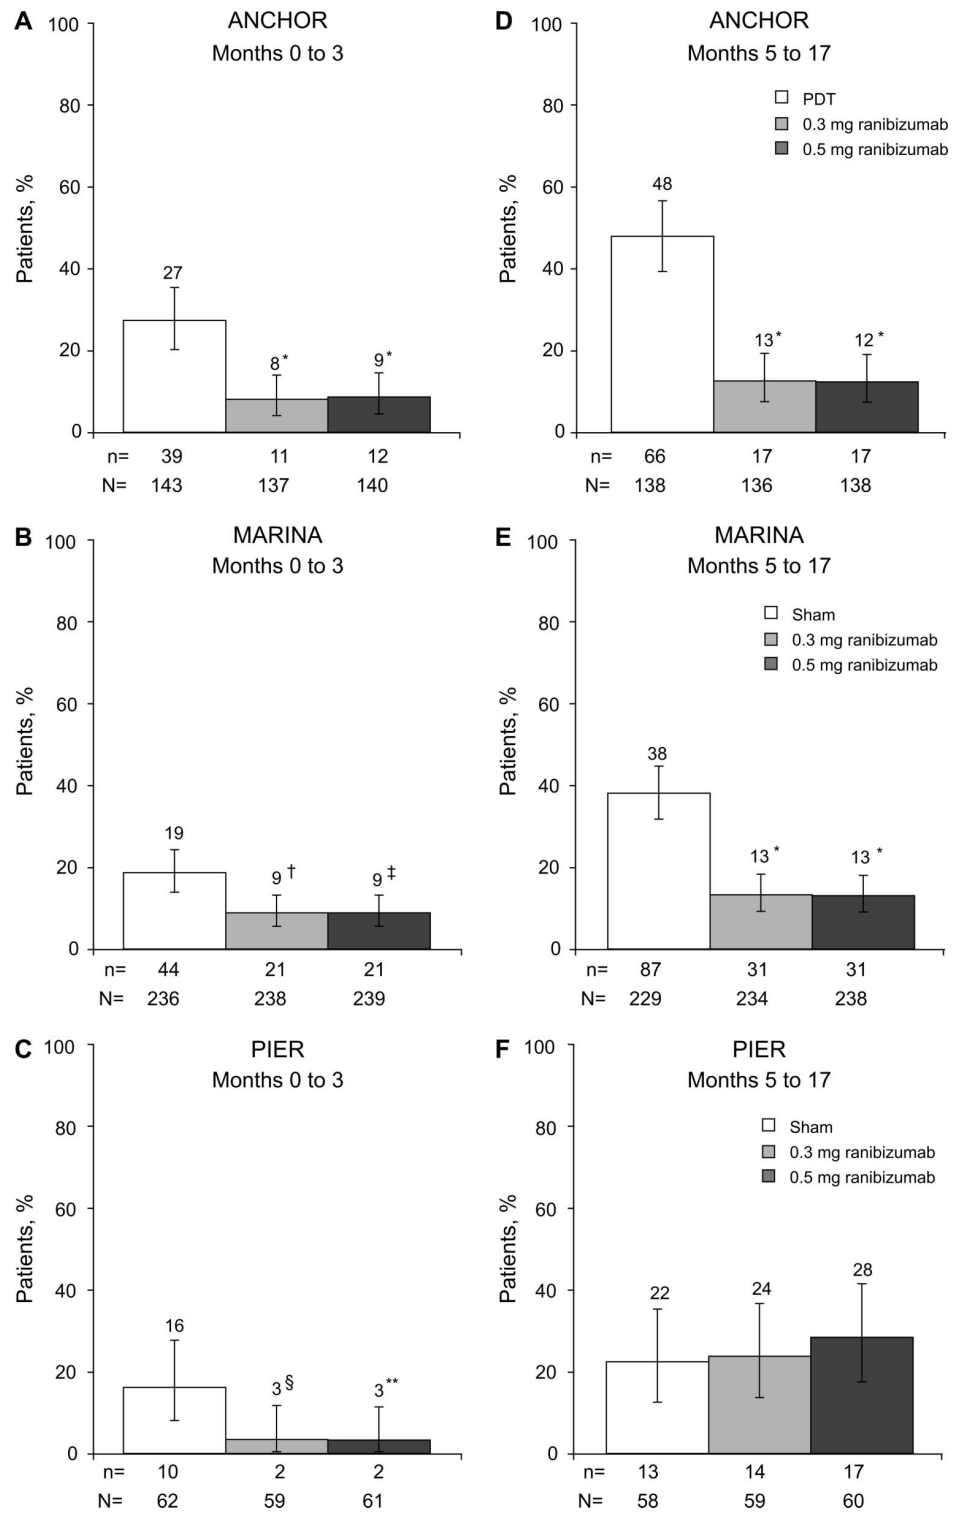 A
ANCHOR
Months 0 to 3
100
80
60
40
20
0
Patients, %
27
8*
9*
n= 39 11 12
N= 143 137 140
D
ANCHOR
Months 5 to 17
PDT
0.3 mg ranibizumab
0.5 mg ranibizumab
100
80
60
40
20
0
Patients, %
48
13*
12*
n= 66 17 17
N= 138 136 138
B
MARINA
Months 0 to 3
100
80
60
40
20
0
Patients, %
19
9†
9‡
n= 44 21 21
N= 236 238 239
E
MARINA
Months 5 to 17
Sham
0.3 mg ranibizumab
0.5 mg ranibizumab
100
80
60
40
20
0
Patients, %
38
13*
13*
n= 87 31 31
N= 229 234 238
C
PIER
Months 0 to 3
100
80
60
40
20
0
Patients, %
16
3§
3**
n= 10 2 2
N= 62 59 61
F
PIER
Months 5 to 17
Sham
0.3 mg ranibizumab
0.5 mg ranibizumab
100
80
60
40
20
0
Patients, %
22
24
28
n= 13 14 17
N= 58 59 60